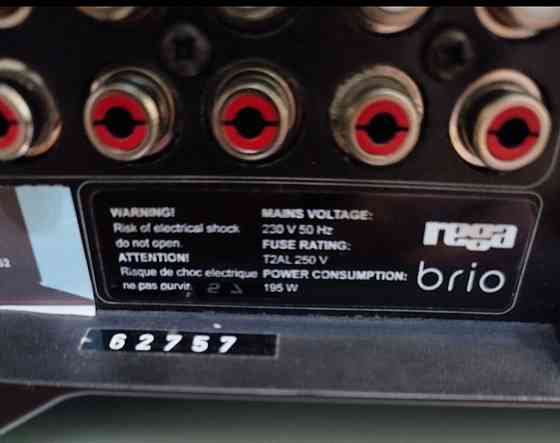 WARNING!
Risk of electrical shock
do not open.
ATTENTION!
Risque de choc electrique
ne pas ouvrir.
MAINS VOLTAGE:
230 V 50 Hz
FUSE RATING:
T2AL 250 V
POWER CONSUMPTION:
195 W
rega
brio
62757